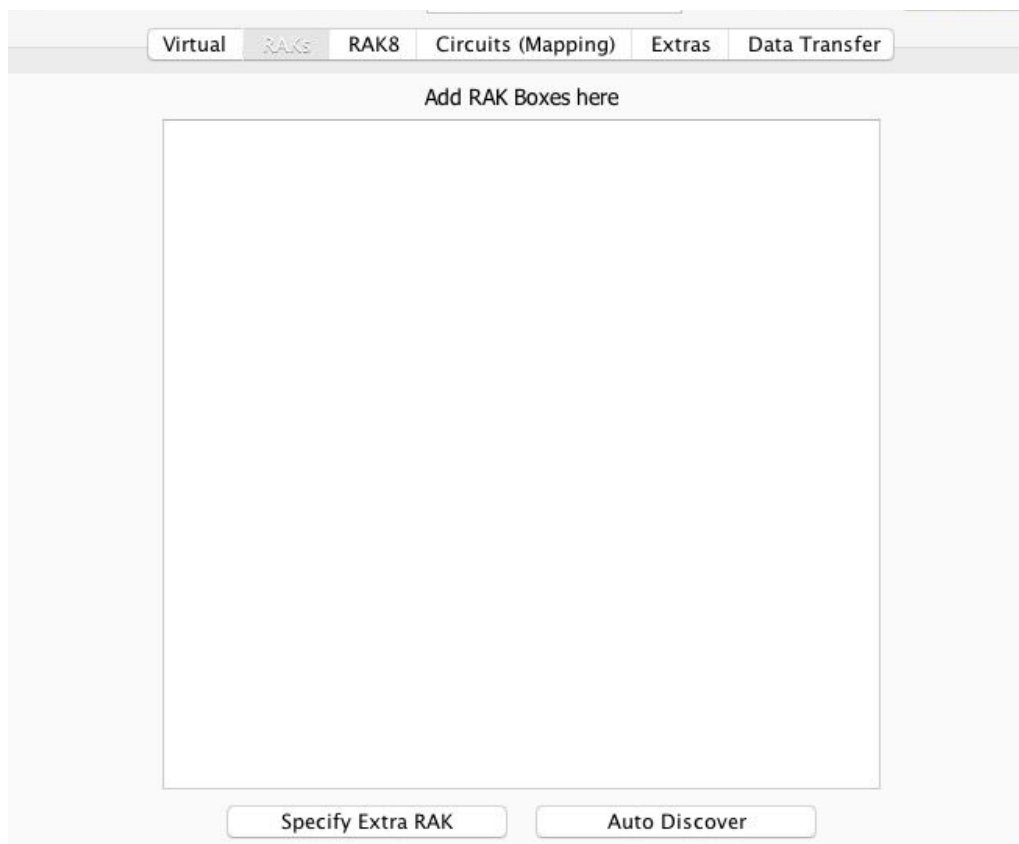 Virtual RAKs RAK8 Circuits (Mapping) Extras Data Transfer
Add RAK Boxes here
Specify Extra RAK Auto Discover